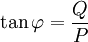 tan φ = Q/P